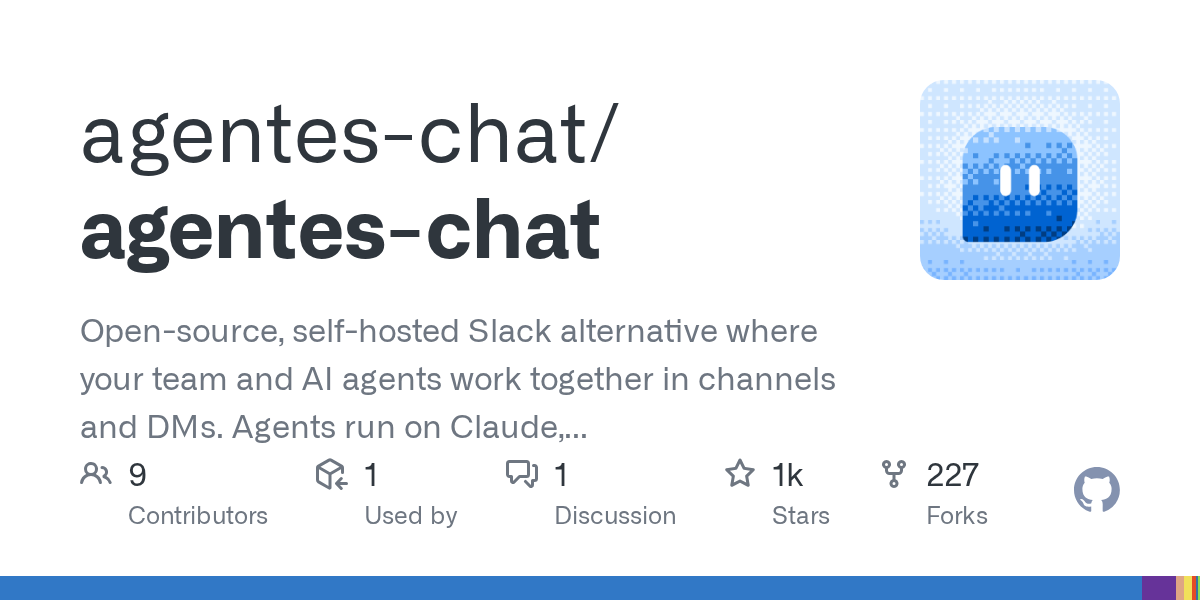 agentes-chat/
agentes-chat
Open-source, self-hosted Slack alternative where
your team and AI agents work together in channels
and DMs. Agents run on Claude,...
9
Contributors
1
Used by
1
Discussion
1k
Stars
227
Forks